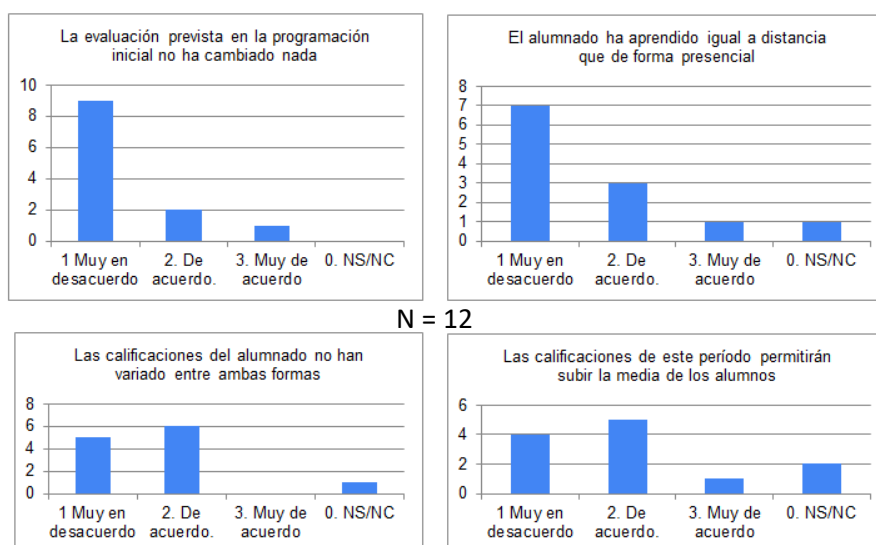 La evaluación prevista en la programación
inicial no ha cambiado nada
10
8
6
4
2
0
1 Muy en
desacuerdo
2. De
acuerdo.
3. Muy de
acuerdo
0. NS/NC
El alumnado ha aprendido igual a distancia
que de forma presencial
8
7
6
5
4
3
2
1
0
1 Muy en
desacuerdo
2. De
acuerdo.
3. Muy de
acuerdo
0. NS/NC
N = 12
Las calificaciones del alumnado no han
variado entre ambas formas
8
6
4
2
0
1 Muy en
desacuerdo
2. De
acuerdo.
3. Muy de
acuerdo
0. NS/NC
Las calificaciones de este período permitirán
subir la media de los alumnos
6
4
2
0
1 Muy en
desacuerdo
2. De
acuerdo.
3. Muy de
acuerdo
0. NS/NC